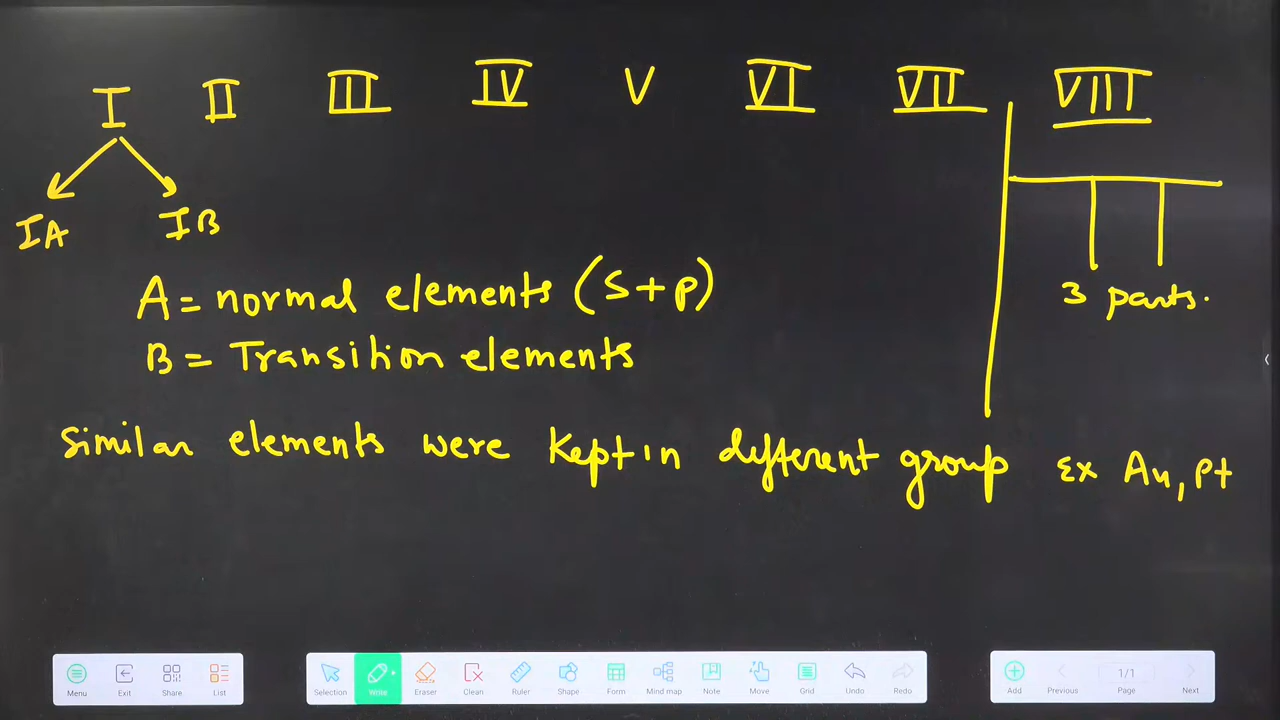 I II III IV V VI VII VIII
IA IB
A = normal elements (s+p)
3 parts.
B = Transition elements
Similar elements were kept in different group Ex Au, Pt
Menu Exit Share List Selection Write Eraser Clean Ruler Shape Form Mind map Note Move Grid Undo Redo Add Previous 1/1 Page Next